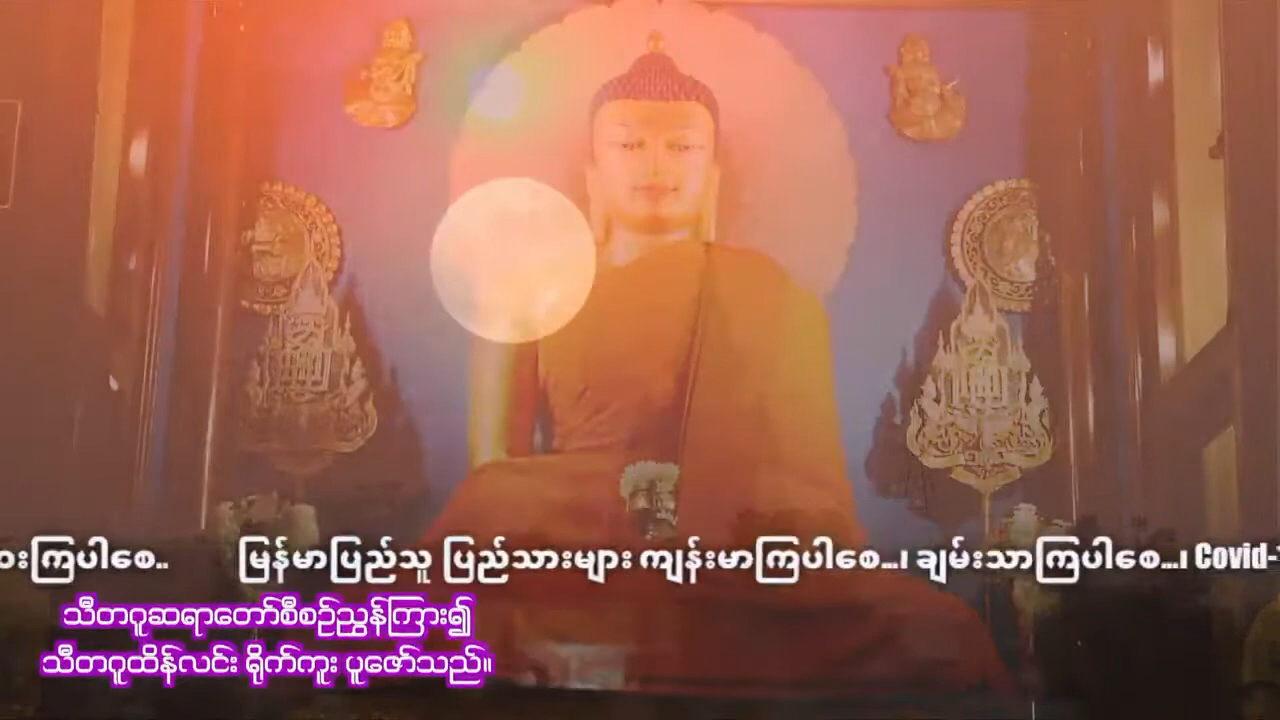 ကြပါစေ.. မြန်မာပြည်သူ ပြည်သားများ ကျန်းမာကြပါစေ...၊ ချမ်းသာကြပါစေ...၊ Covid-
သီတဂူဆရာတော်စီစဉ်ညွှန်ကြား၍
သီတဂူထိန်လင်း ရိုက်ကူး ပူဇော်သည်။